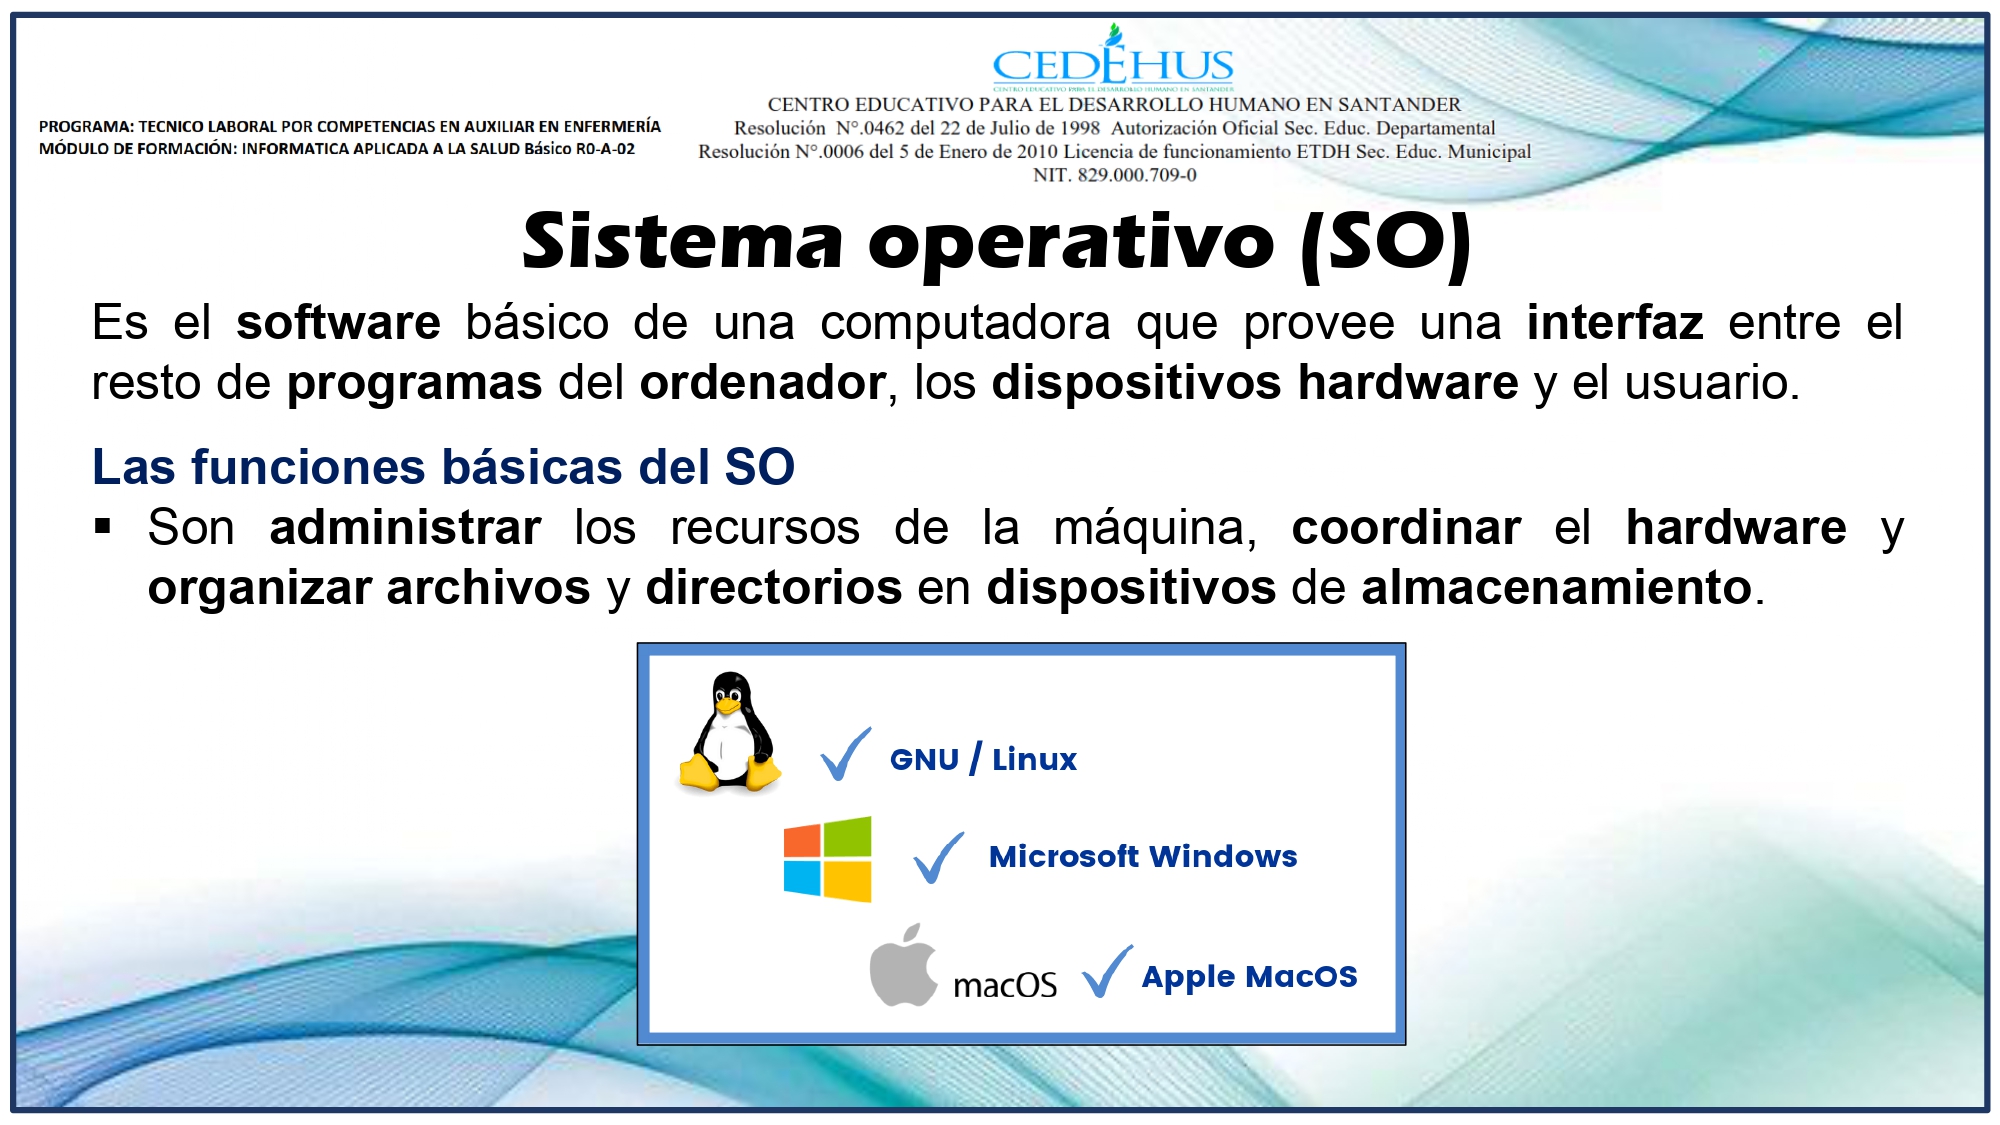 CEDEHUS
CENTRO EDUCATIVO PARA EL DESARROLLO HUMANO EN SANTANDER
CENTRO EDUCATIVO PARA EL DESARROLLO HUMANO EN SANTANDER
Resolución N°.0462 del 22 de Julio de 1998 Autorización Oficial Sec. Educ. Departamental
Resolución N°.0006 del 5 de Enero de 2010 Licencia de funcionamiento ETDH Sec. Educ. Municipal
NIT. 829.000.709-0
PROGRAMA: TECNICO LABORAL POR COMPETENCIAS EN AUXILIAR EN ENFERMERÍA
MÓDULO DE FORMACIÓN: INFORMATICA APLICADA A LA SALUD Básico R0-A-02
Sistema operativo (SO)
Es el software básico de una computadora que provee una interfaz entre el
resto de programas del ordenador, los dispositivos hardware y el usuario.
Las funciones básicas del SO
▪ Son administrar los recursos de la máquina, coordinar el hardware y
organizar archivos y directorios en dispositivos de almacenamiento.
GNU / Linux
Microsoft Windows
macOS
Apple MacOS